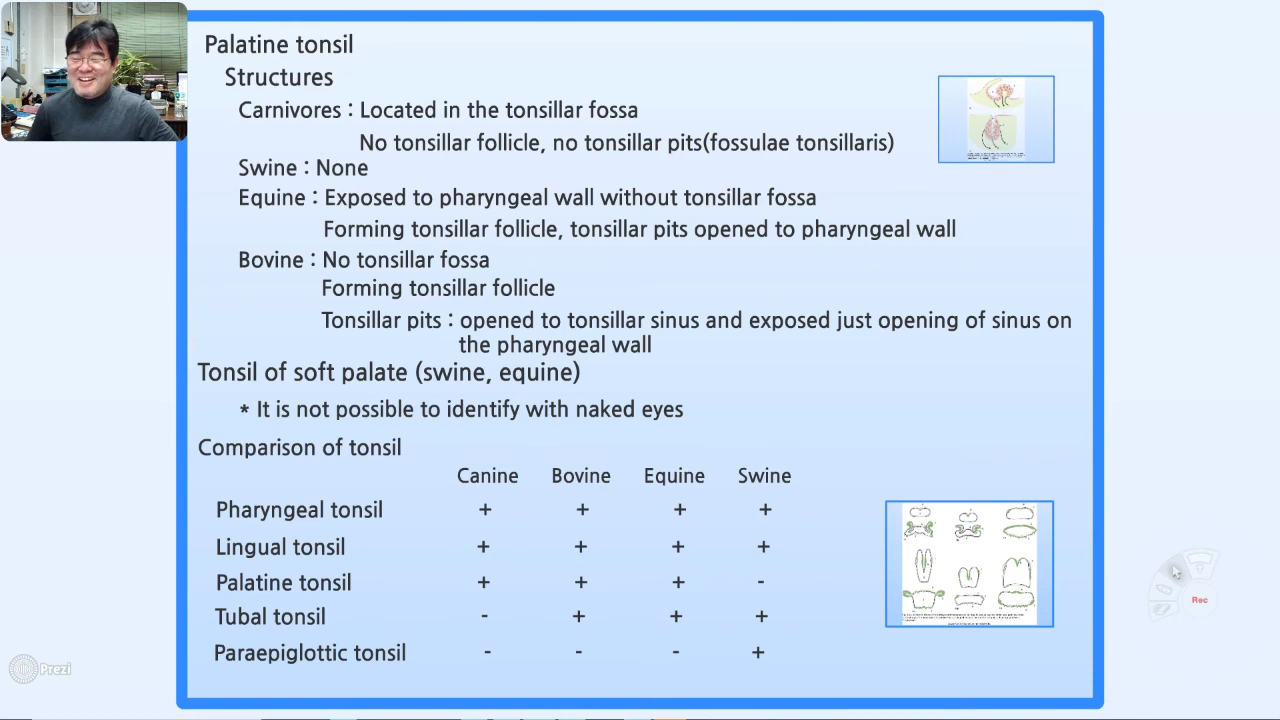 Palatine tonsil
Structures
Carnivores : Located in the tonsillar fossa
No tonsillar follicle, no tonsillar pits(fossulae tonsillaris)
Swine : None
Equine : Exposed to pharyngeal wall without tonsillar fossa
Forming tonsillar follicle, tonsillar pits opened to pharyngeal wall
Bovine : No tonsillar fossa
Forming tonsillar follicle
Tonsillar pits : opened to tonsillar sinus and exposed just opening of sinus on
the pharyngeal wall
Tonsil of soft palate (swine, equine)
* It is not possible to identify with naked eyes
Comparison of tonsil
Canine Bovine Equine Swine
Pharyngeal tonsil + + + +
Lingual tonsil + + + +
Palatine tonsil + + + -
Tubal tonsil - + + +
Paraepiglottic tonsil - - - +
Rec
Prezi